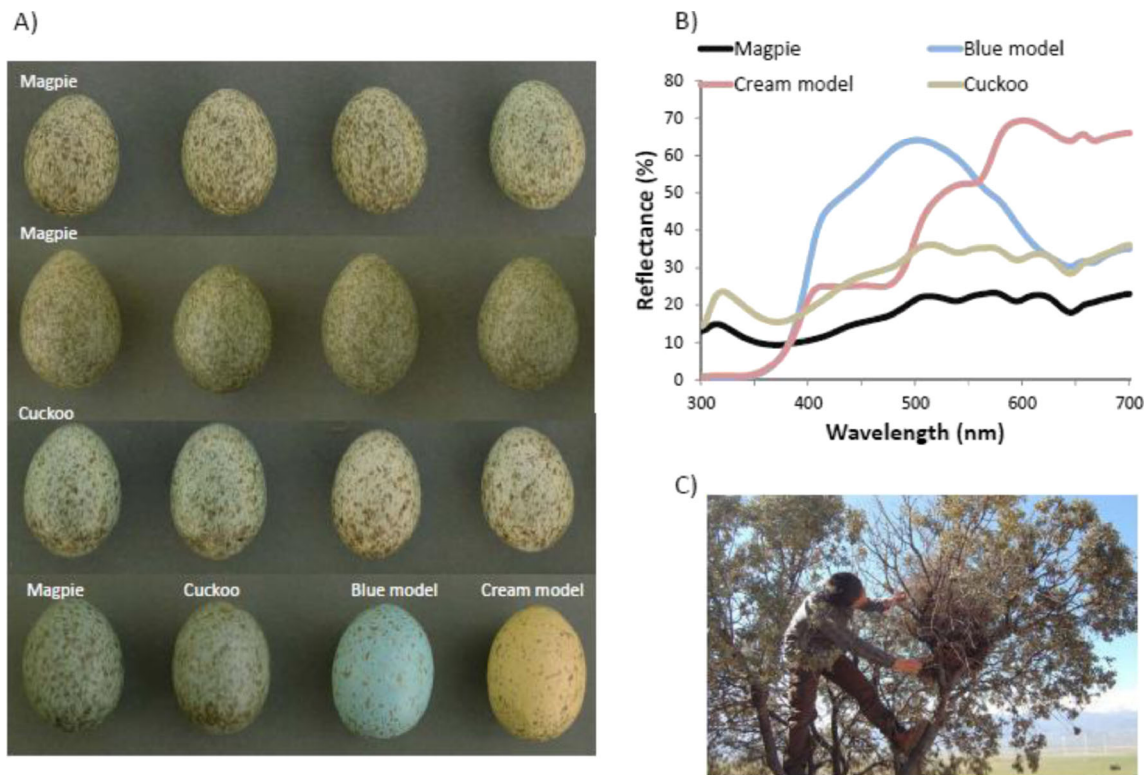 A)
Magpie
Magpie
Cuckoo
Magpie Cuckoo Blue model Cream model
B)
Magpie Blue model
Cream model Cuckoo
80
70
60
50
40
30
20
10
0
Reflectance (%)
300 400 500 600 700
Wavelength (nm)
C)